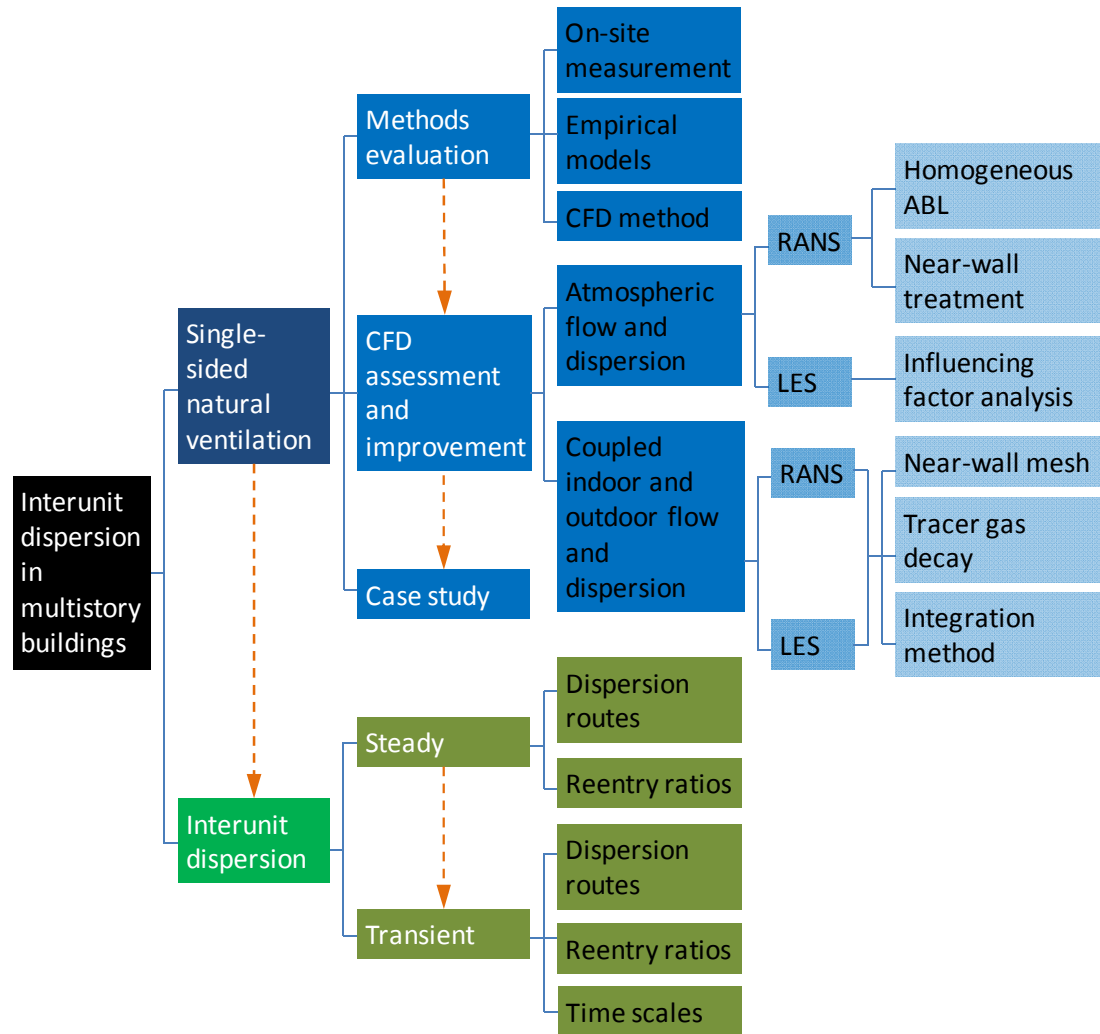 Interunit
dispersion
in
multistory
buildings
Single-
sided
natural
ventilation
Methods
evaluation
On-site
measurement
Empirical
models
CFD method
CFD
assessment
and
improvement
Atmospheric
flow and
dispersion
RANS
Homogeneous
ABL
Near-wall
treatment
LES
Influencing
factor analysis
Coupled
indoor and
outdoor flow
and
dispersion
RANS
LES
Near-wall mesh
Tracer gas
decay
Integration
method
Case study
Interunit
dispersion
Steady
Dispersion
routes
Reentry ratios
Transient
Dispersion
routes
Reentry ratios
Time scales